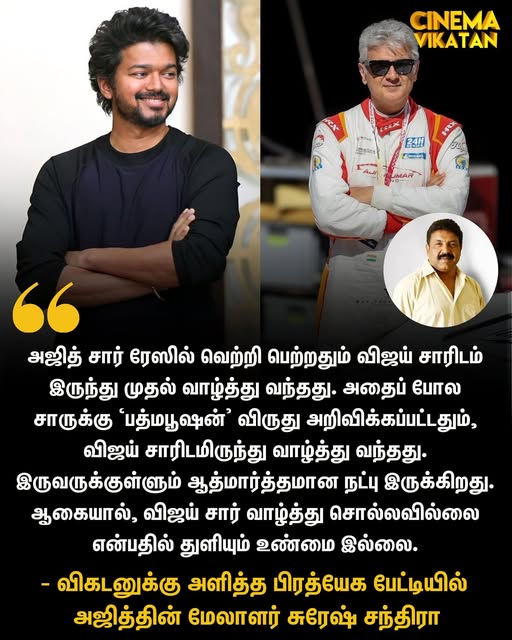 CINEMA
VIKATAN
24H
அஜித் சார் ரேஸில் வெற்றி பெற்றதும் விஜய் சாரிடம்
இருந்து முதல் வாழ்த்து வந்தது. அதைப் போல
சாருக்கு ‘பத்மபூஷன்’ விருது அறிவிக்கப்பட்டதும்,
விஜய் சாரிடமிருந்து வாழ்த்து வந்தது.
இருவருக்குள்ளும் ஆத்மார்த்தமான நட்பு இருக்கிறது.
ஆகையால், விஜய் சார் வாழ்த்து சொல்லவில்லை
என்பதில் துளியும் உண்மை இல்லை.
- விகடனுக்கு அளித்த பிரத்யேக பேட்டியில்
அஜித்தின் மேலாளர் சுரேஷ் சந்திரா